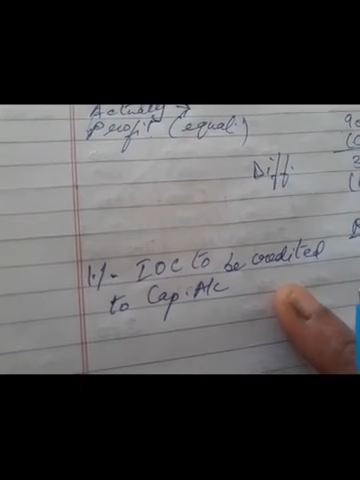 Actually →
Profit (equal.)
Diff.
1.)- IOC to be credited
to Cap. A/c